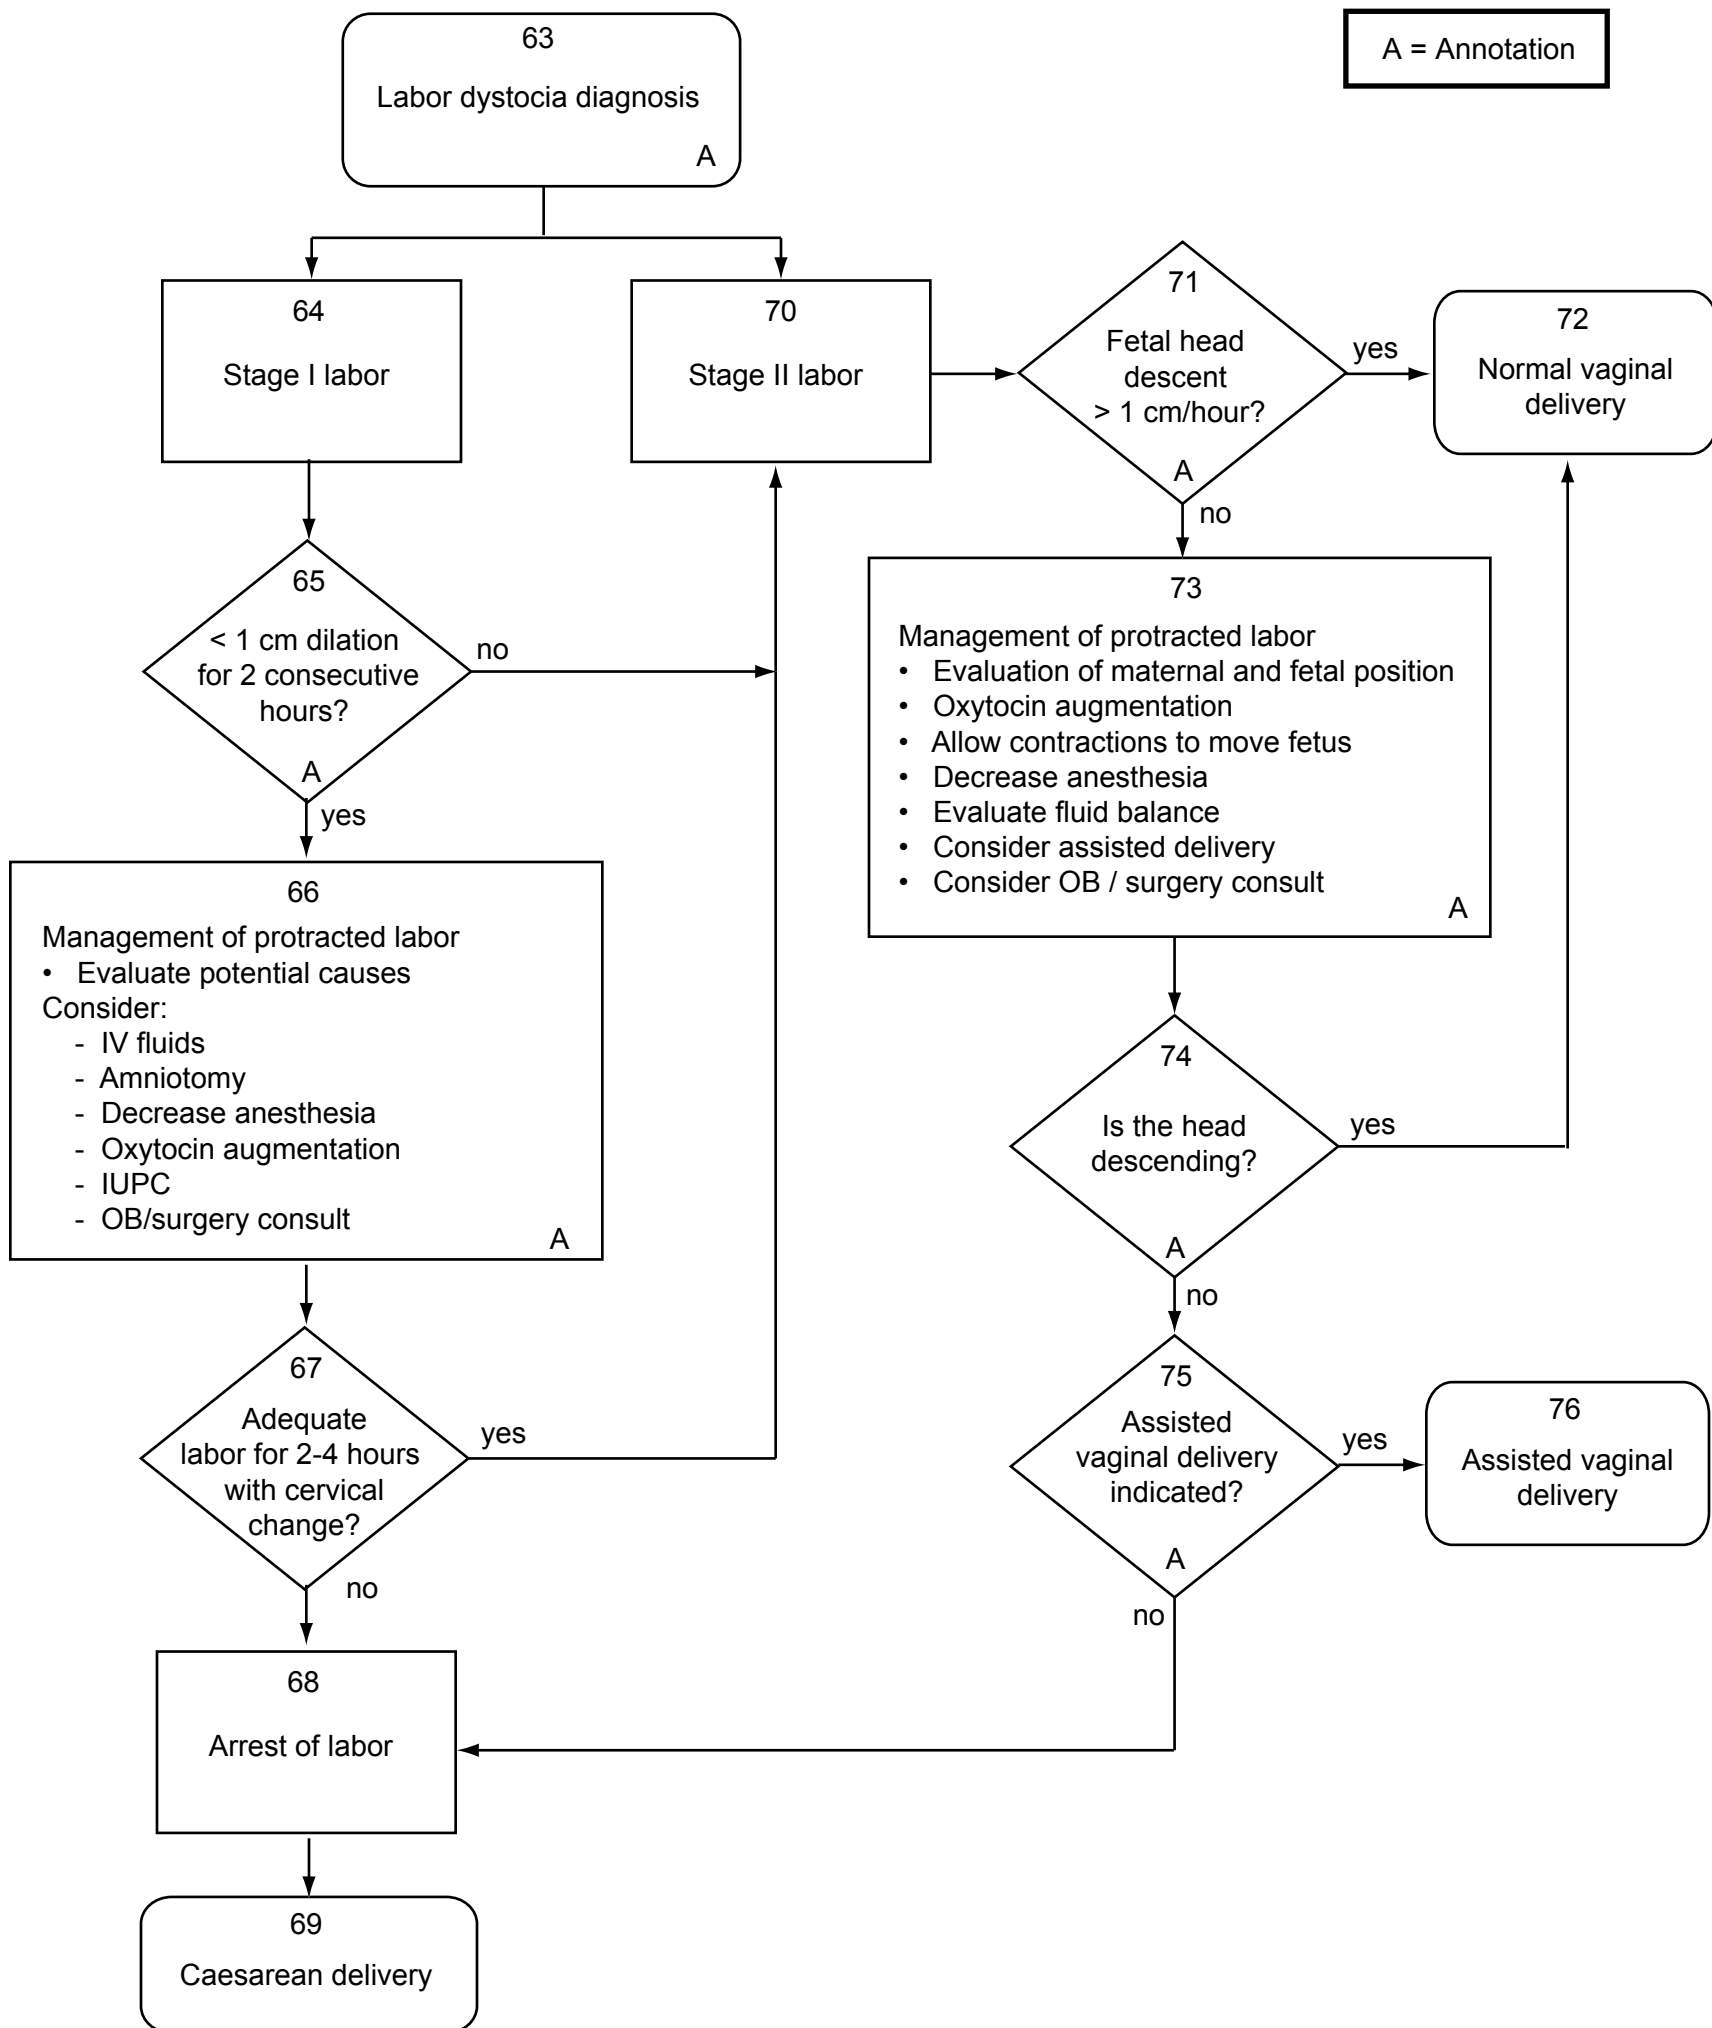 63
Labor dystocia diagnosis
A
A = Annotation
64
Stage I labor
70
Stage II labor
71
Fetal head
descent
> 1 cm/hour?
A
yes
no
72
Normal vaginal
delivery
65
< 1 cm dilation
for 2 consecutive
hours?
A
no
yes
73
Management of protracted labor
• Evaluation of maternal and fetal position
• Oxytocin augmentation
• Allow contractions to move fetus
• Decrease anesthesia
• Evaluate fluid balance
• Consider assisted delivery
• Consider OB / surgery consult
A
66
Management of protracted labor
• Evaluate potential causes
Consider:
- IV fluids
- Amniotomy
- Decrease anesthesia
- Oxytocin augmentation
- IUPC
- OB/surgery consult
A
74
Is the head
descending?
A
yes
no
67
Adequate
labor for 2-4 hours
with cervical
change?
yes
no
75
Assisted
vaginal delivery
indicated?
A
yes
no
76
Assisted vaginal
delivery
68
Arrest of labor
69
Caesarean delivery